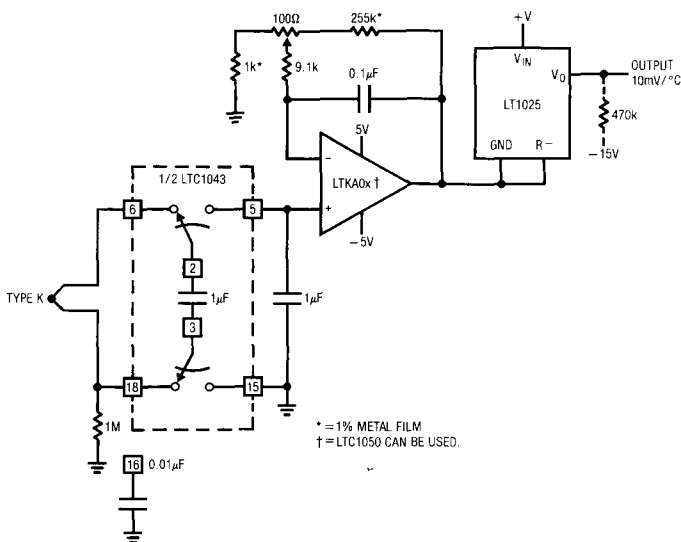 100Ω
255k*
1k*
9.1k
0.1µF
+V
V_IN
V_O
OUTPUT
10mV/°C
LT1025
GND
R−
470k
−15V
5V
−
LTKA0x †
+
−5V
1/2 LTC1043
6
5
2
1µF
3
1µF
TYPE K
18
15
1M
* = 1% METAL FILM
† = LTC1050 CAN BE USED.
16
0.01µF